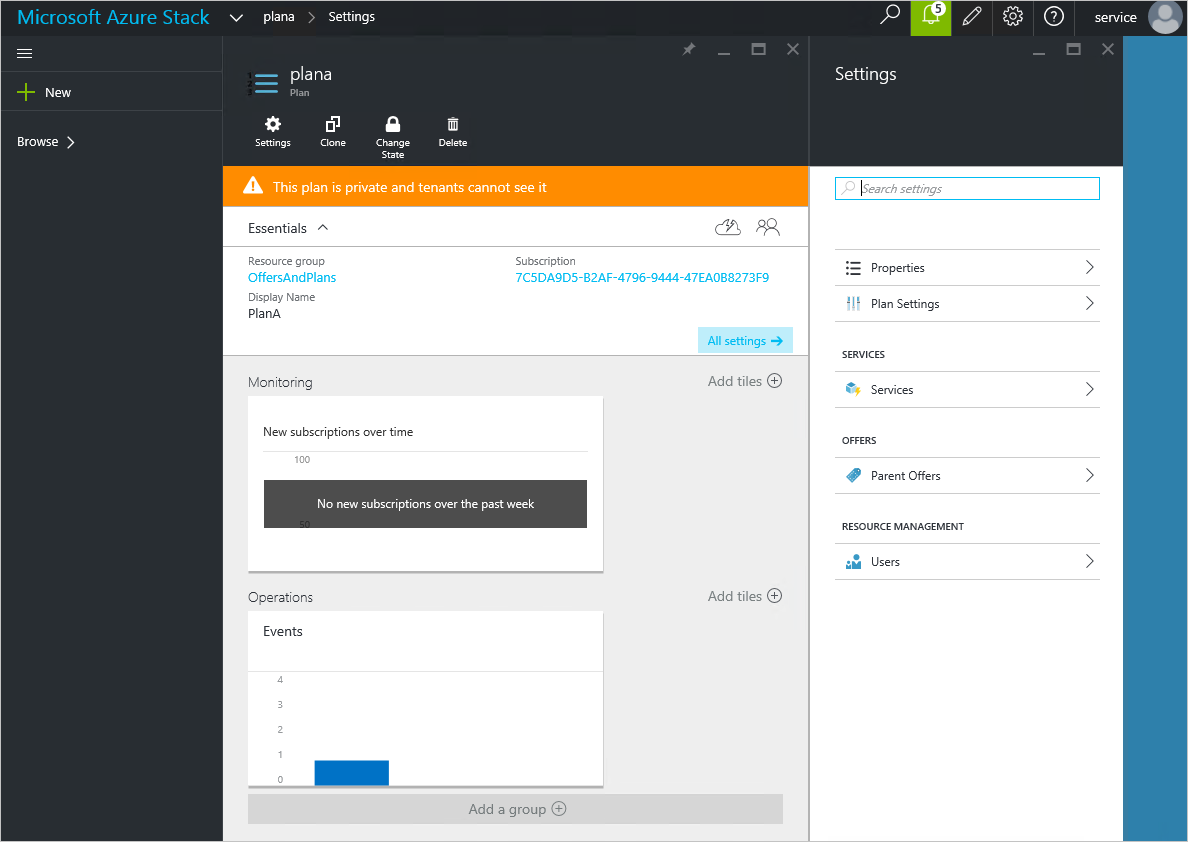 Microsoft Azure Stack plana Settings 5 service
New
Browse
plana
Plan
Settings Clone Change State Delete
This plan is private and tenants cannot see it
Essentials
Resource group
OffersAndPlans
Subscription
7C5DA9D5-B2AF-4796-9444-47EA0B8273F9
Display Name
PlanA
All settings
Monitoring Add tiles
New subscriptions over time
100
No new subscriptions over the past week
50
Operations Add tiles
Events
4
3
2
1
0
Add a group
Settings
Search settings
Properties
Plan Settings
SERVICES
Services
OFFERS
Parent Offers
RESOURCE MANAGEMENT
Users